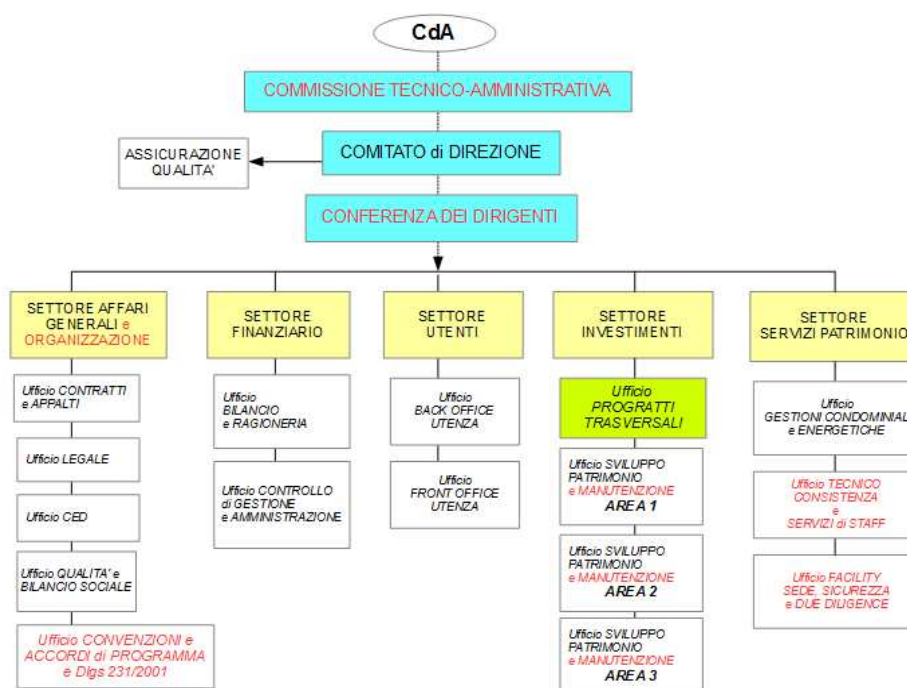 CdA
COMMISSIONE TECNICO-AMMINISTRATIVA
COMITATO di DIREZIONE
ASSICURAZIONE
QUALITA'
CONFERENZA DEI DIRIGENTI
SETTORE AFFARI
GENERALI e
ORGANIZZAZIONE
Ufficio CONTRATTI
e APPALTI
Ufficio LEGALE
Ufficio CED
Ufficio QUALITA' e
BILANCIO SOCIALE
Ufficio CONVENZIONI e
ACCORDI di PROGRAMMA
e Dlgs 231/2001
SETTORE
FINANZIARIO
Ufficio
BILANCIO
e RAGIONERIA
Ufficio CONTROLLO
di GESTIONE
e AMMINISTRAZIONE
SETTORE
UTENTI
Ufficio
BACK OFFICE
UTENZA
Ufficio
FRONT OFFICE
UTENZA
SETTORE
INVESTIMENTI
Ufficio
PROGRATTI
TRASVERSALI
Ufficio SVILUPPO
PATRIMONIO
e MANUTENZIONE
AREA 1
Ufficio SVILUPPO
PATRIMONIO
e MANUTENZIONE
AREA 2
Ufficio SVILUPPO
PATRIMONIO
e MANUTENZIONE
AREA 3
SETTORE
SERVIZI PATRIMONIO
Ufficio
GESTIONI CONDOMINIAL
e ENERGETICHE
Ufficio TECNICO
CONSISTENZA
e
SERVIZI di STAFF
Ufficio FACILITY
SEDE, SICUREZZA
e DUE DILIGENCE